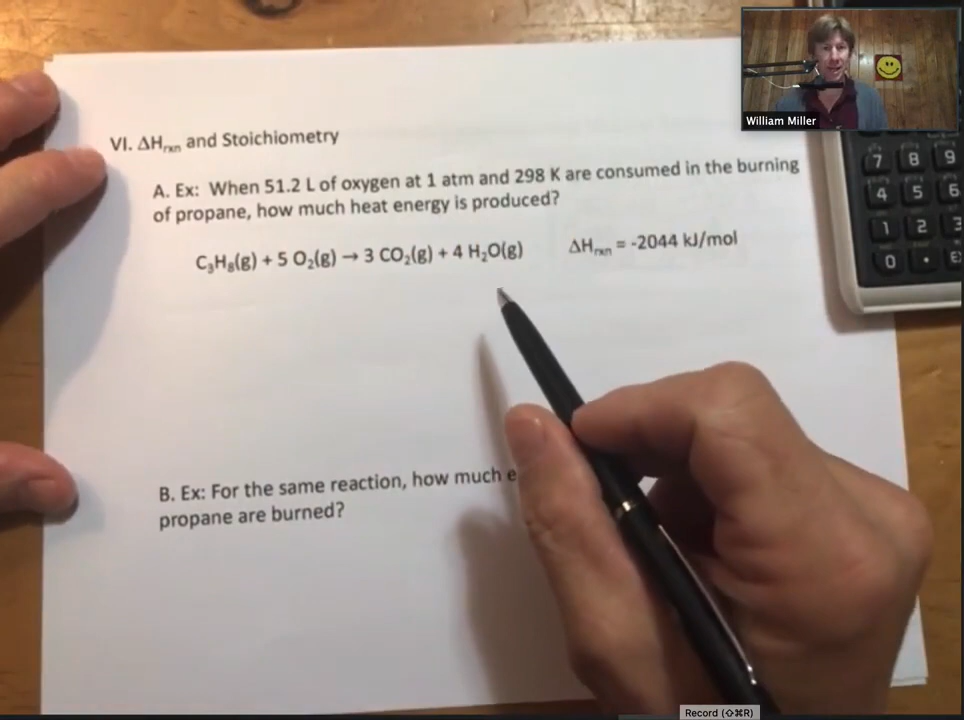 William Miller
VI. ΔHrxn and Stoichiometry
A. Ex: When 51.2 L of oxygen at 1 atm and 298 K are consumed in the burning
of propane, how much heat energy is produced?
C₃H₈(g) + 5 O₂(g) → 3 CO₂(g) + 4 H₂O(g) ΔHrxn = -2044 kJ/mol
B. Ex: For the same reaction, how much e
propane are burned?
7 8 9
4 5 6
1 2 3
0 . E
Record (⇧⌘R)